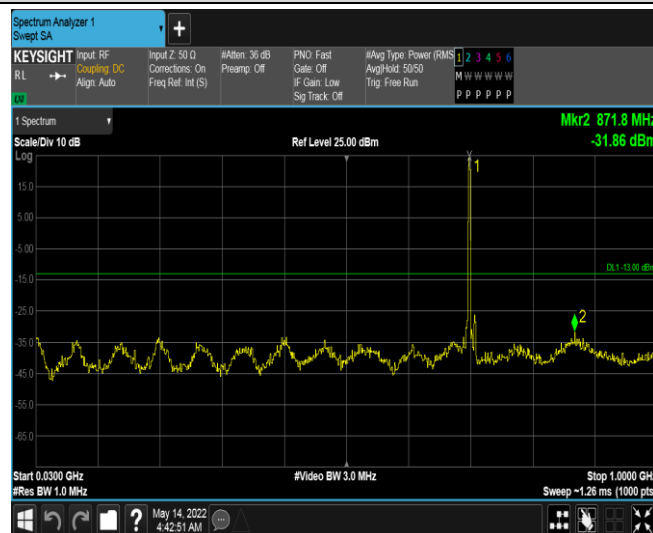 Spectrum Analyzer 1
Swept SA
+
KEYSIGHT
RL
Input: RF
Coupling: DC
Align: Auto
Input Z: 50 Ω
Corrections: On
Freq Ref: Int (S)
#Atten: 36 dB
Preamp: Off
PNO: Fast
Gate: Off
IF Gain: Low
Sig Track: Off
#Avg Type: Power (RMS
Avg|Hold: 50/50
Trig: Free Run
1 2 3 4 5 6
M W W W W W
P P P P P P
1 Spectrum
Mkr2 871.8 MHz
-31.86 dBm
Scale/Div 10 dB
Ref Level 25.00 dBm
Log
1
15.0
5.00
-5.00
DL1 -13.00 dBm
-15.0
-25.0
2
-35.0
-45.0
-55.0
-65.0
Start 0.0300 GHz
#Video BW 3.0 MHz
Stop 1.0000 GHz
#Res BW 1.0 MHz
Sweep ~1.26 ms (1000 pts
?
May 14, 2022
4:42:51 AM